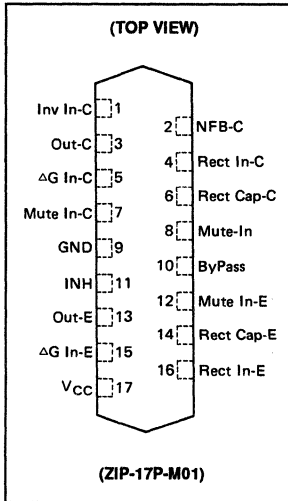 (TOP VIEW)
Inv In-C 1
2 NFB-C
Out-C 3
4 Rect In-C
△G In-C 5
6 Rect Cap-C
Mute In-C 7
8 Mute-In
GND 9
10 ByPass
INH 11
12 Mute In-E
Out-E 13
14 Rect Cap-E
△G In-E 15
16 Rect In-E
VCC 17
(ZIP-17P-M01)